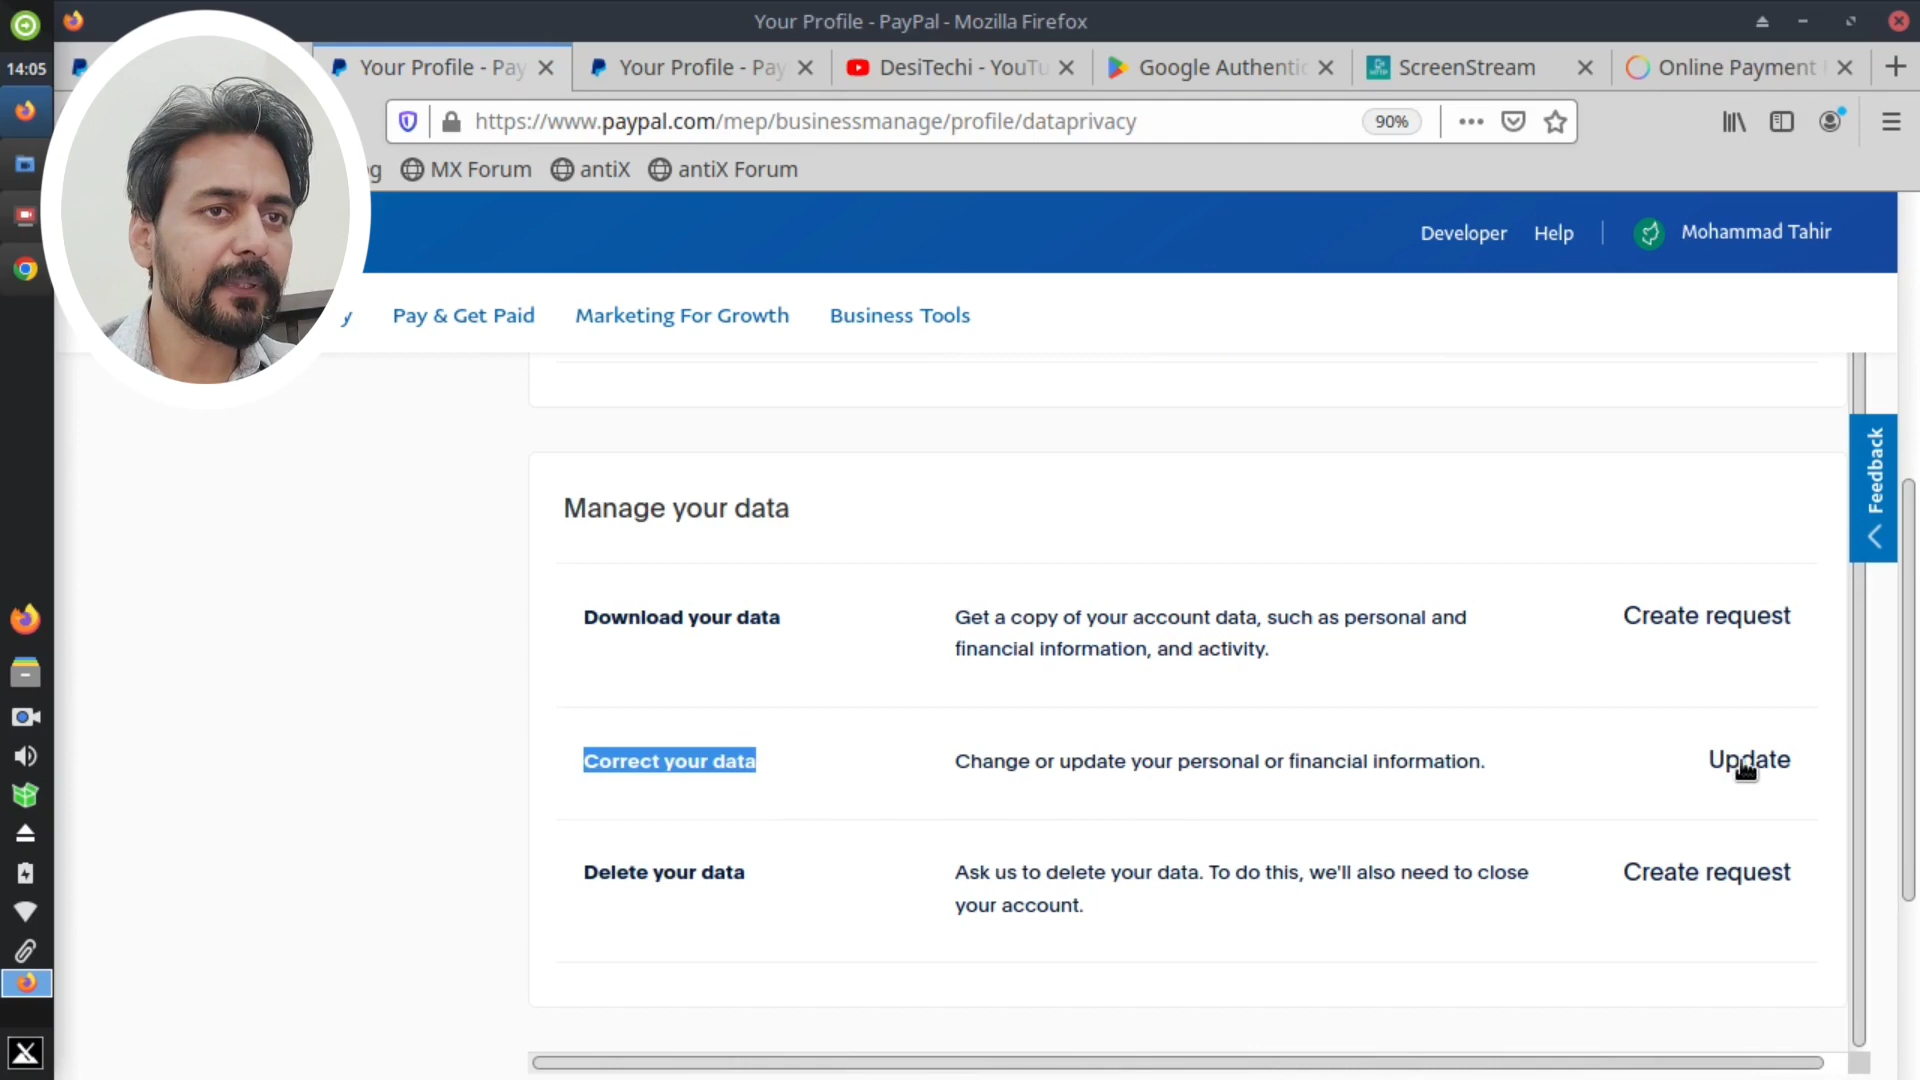 Your Profile - PayPal - Mozilla Firefox
14:05
Your Profile - Pay
Your Profile - Pay
DesiTechi - YouTu
Google Authentic
ScreenStream
Online Payment
https://www.paypal.com/mep/businessmanage/profile/dataprivacy
90%
g
MX Forum
antiX
antiX Forum
Developer
Help
Mohammad Tahir
y
Pay & Get Paid
Marketing For Growth
Business Tools
Feedback
Manage your data
Download your data
Get a copy of your account data, such as personal and
financial information, and activity.
Create request
Correct your data
Change or update your personal or financial information.
Update
Delete your data
Ask us to delete your data. To do this, we'll also need to close
your account.
Create request